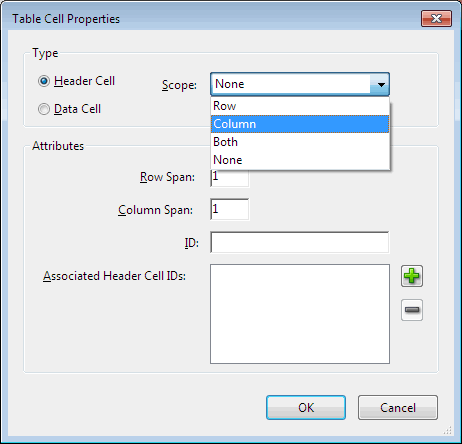 Table Cell Properties
Type
Header Cell
Scope:
None
Data Cell
Row
Column
Both
None
Attributes
Row Span:
1
Column Span:
1
ID:
Associated Header Cell IDs:
OK
Cancel